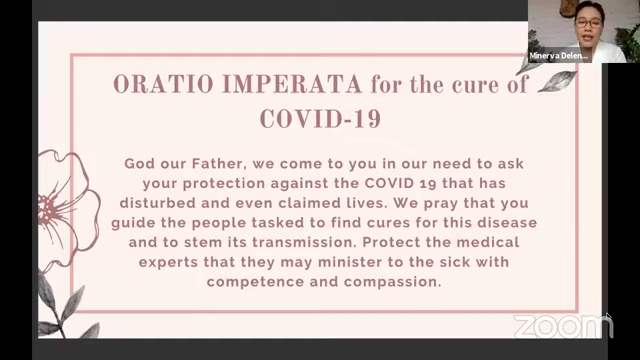 ORATIO IMPERATA for the cure of
COVID-19
God our Father, we come to you in our need to ask
your protection against the COVID 19 that has
disturbed and even claimed lives. We pray that you
guide the people tasked to find cures for this disease
and to stem its transmission. Protect the medical
experts that they may minister to the sick with
competence and compassion.
Minerva Delen...
zoom